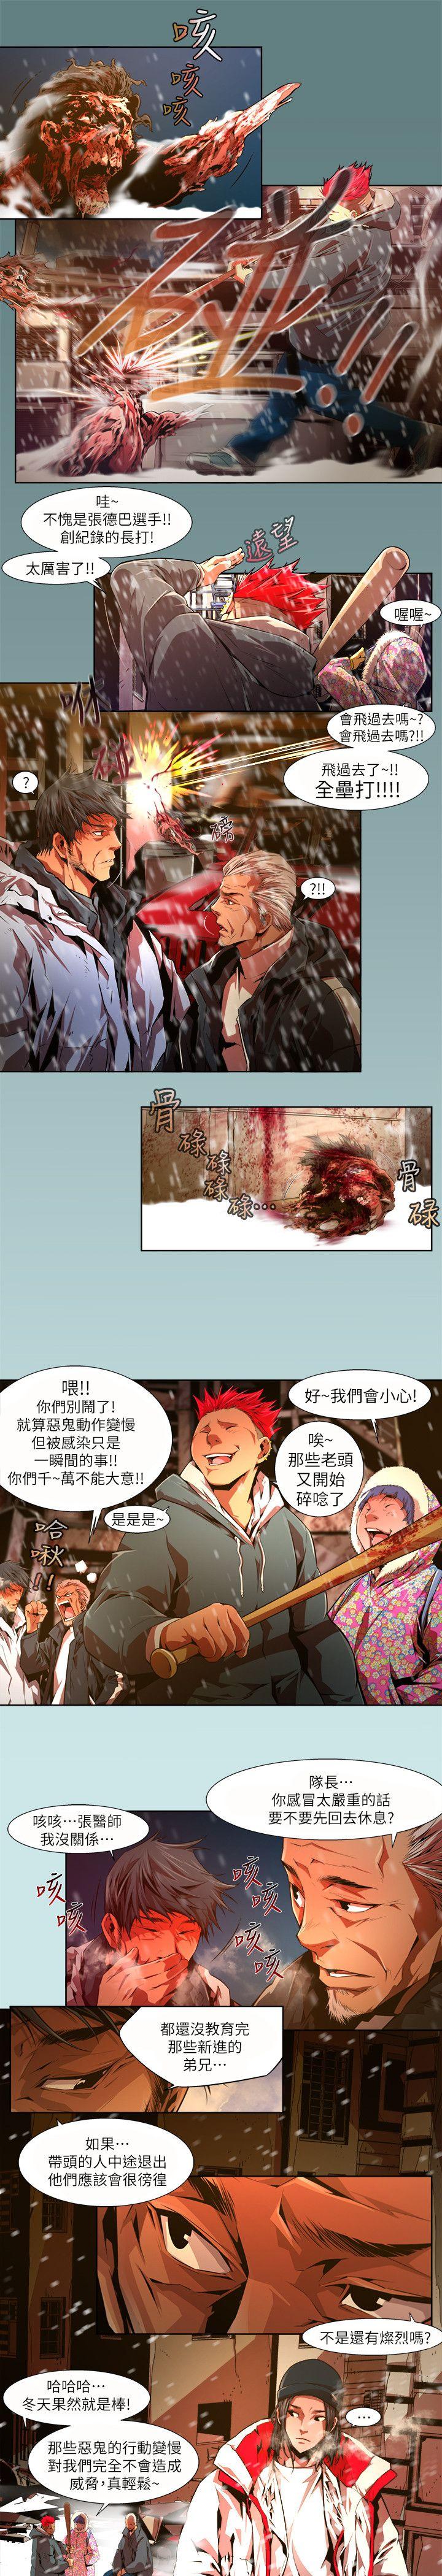 咳
咳
咳
砰!!
哇~
不愧是張德巴選手!!
創紀錄的長打!
太厲害了!!
遠望
喔喔~
會飛過去嗎~?
會飛過去嗎?!!
飛過去了~!!
全壘打!!!!
咻
?
磅
?!!
骨
碌
碌
碌
碌…
骨
碌
喂!!
你們別鬧了!
就算惡鬼動作變慢
但被感染只是
一瞬間的事!!
你們千~萬不能大意!!
好~我們會小心!
唉~
那些老頭
又開始
碎唸了
是是是~
哈
啾
!!
隊長…
你感冒太嚴重的話
要不要先回去休息?
咳咳…張醫師
我沒關係…
咳
咳
咳
咳
咳
咳
都還沒教育完
那些新進的
弟兄…
如果…
帶頭的人中途退出
他們應該會很徬徨
不是還有燦烈嗎?
哈哈哈…
冬天果然就是棒!
…
那些惡鬼的行動變慢
對我們完全不會造成
威脅,真輕鬆~